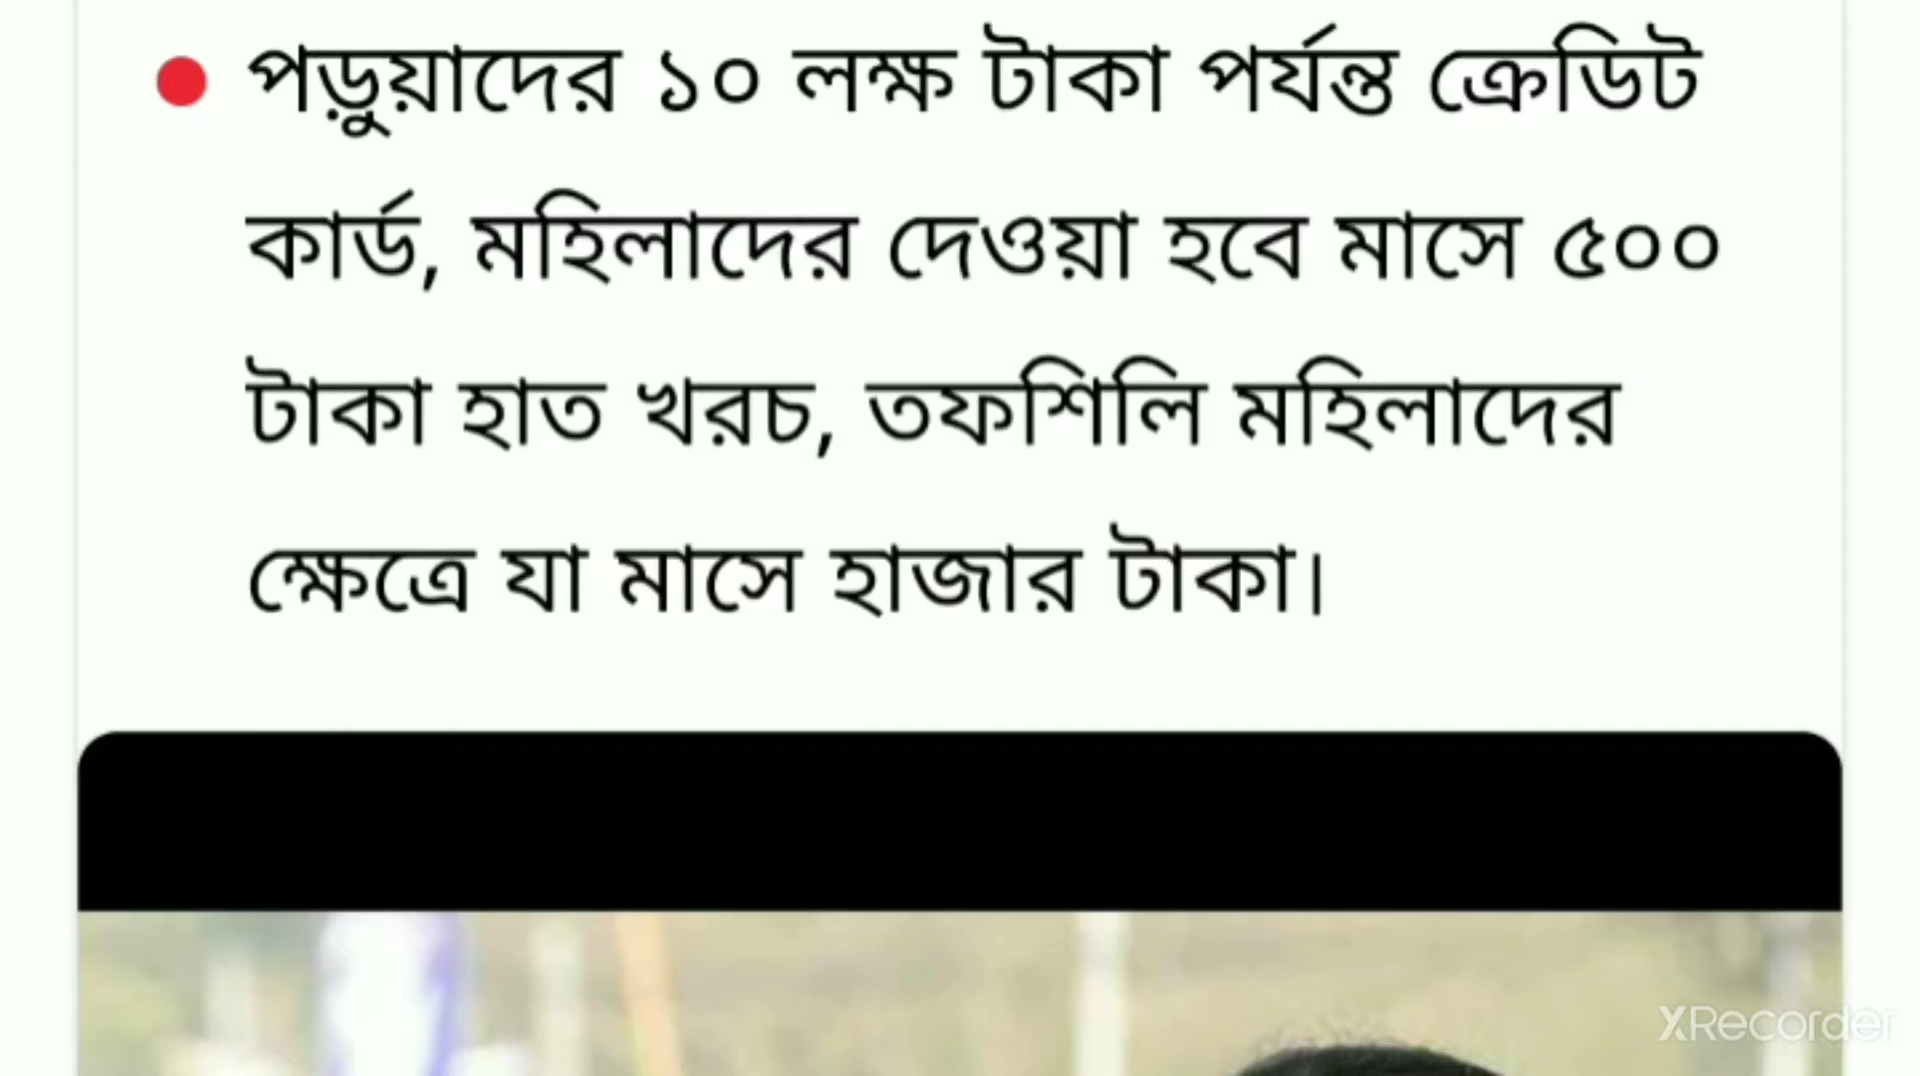 পড়ুয়াদের ১০ লক্ষ টাকা পর্যন্ত ক্রেডিট
কার্ড, মহিলাদের দেওয়া হবে মাসে ৫০০
টাকা হাত খরচ, তফশিলি মহিলাদের
ক্ষেত্রে যা মাসে হাজার টাকা।
XRecorder